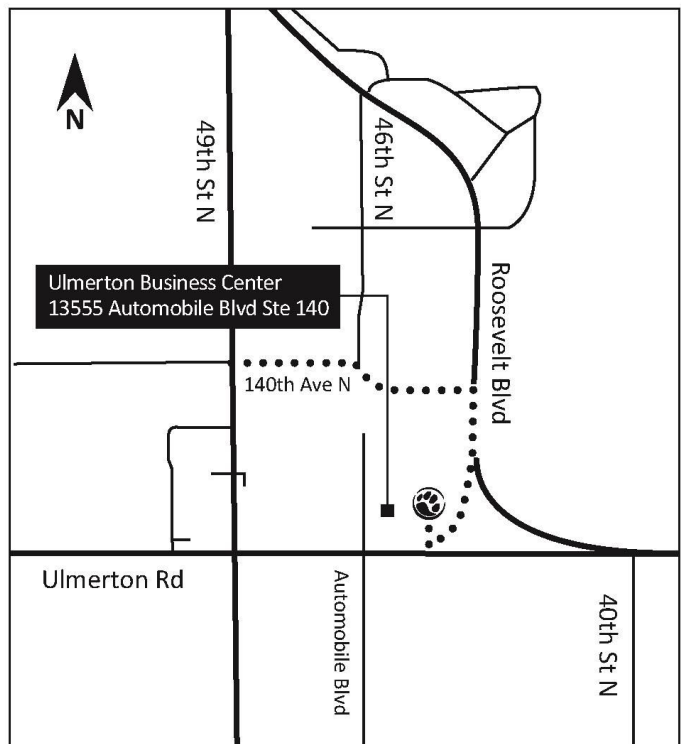 N
49th St N
46th St N
Ulmerton Business Center
13555 Automobile Blvd Ste 140
Roosevelt Blvd
140th Ave N
Ulmerton Rd
Automobile Blvd
40th St N